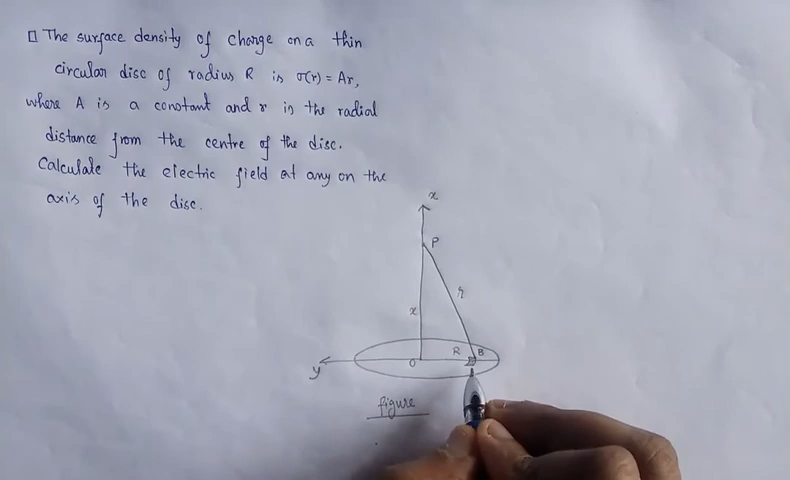 The surface density of charge on a thin
circular disc of radius R is σ(r) = Ar,
where A is a constant and r is the radial
distance from the centre of the disc.
Calculate the electric field at any on the
axis of the disc.
x
P
r
x
R B
O
y
figure